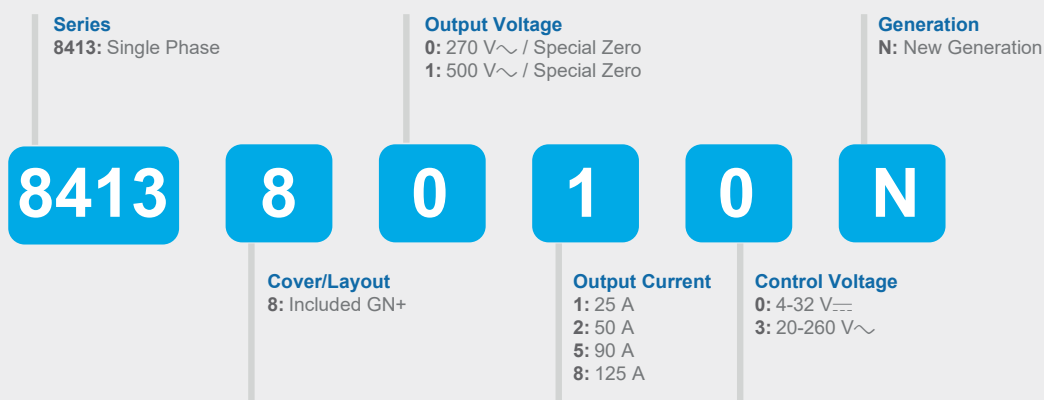 Series
8413: Single Phase
Output Voltage
0: 270 V∿ / Special Zero
1: 500 V∿ / Special Zero
Generation
N: New Generation
8413 8 0 1 0 N
Cover/Layout
8: Included GN+
Output Current
1: 25 A
2: 50 A
5: 90 A
8: 125 A
Control Voltage
0: 4-32 V⎓
3: 20-260 V∿